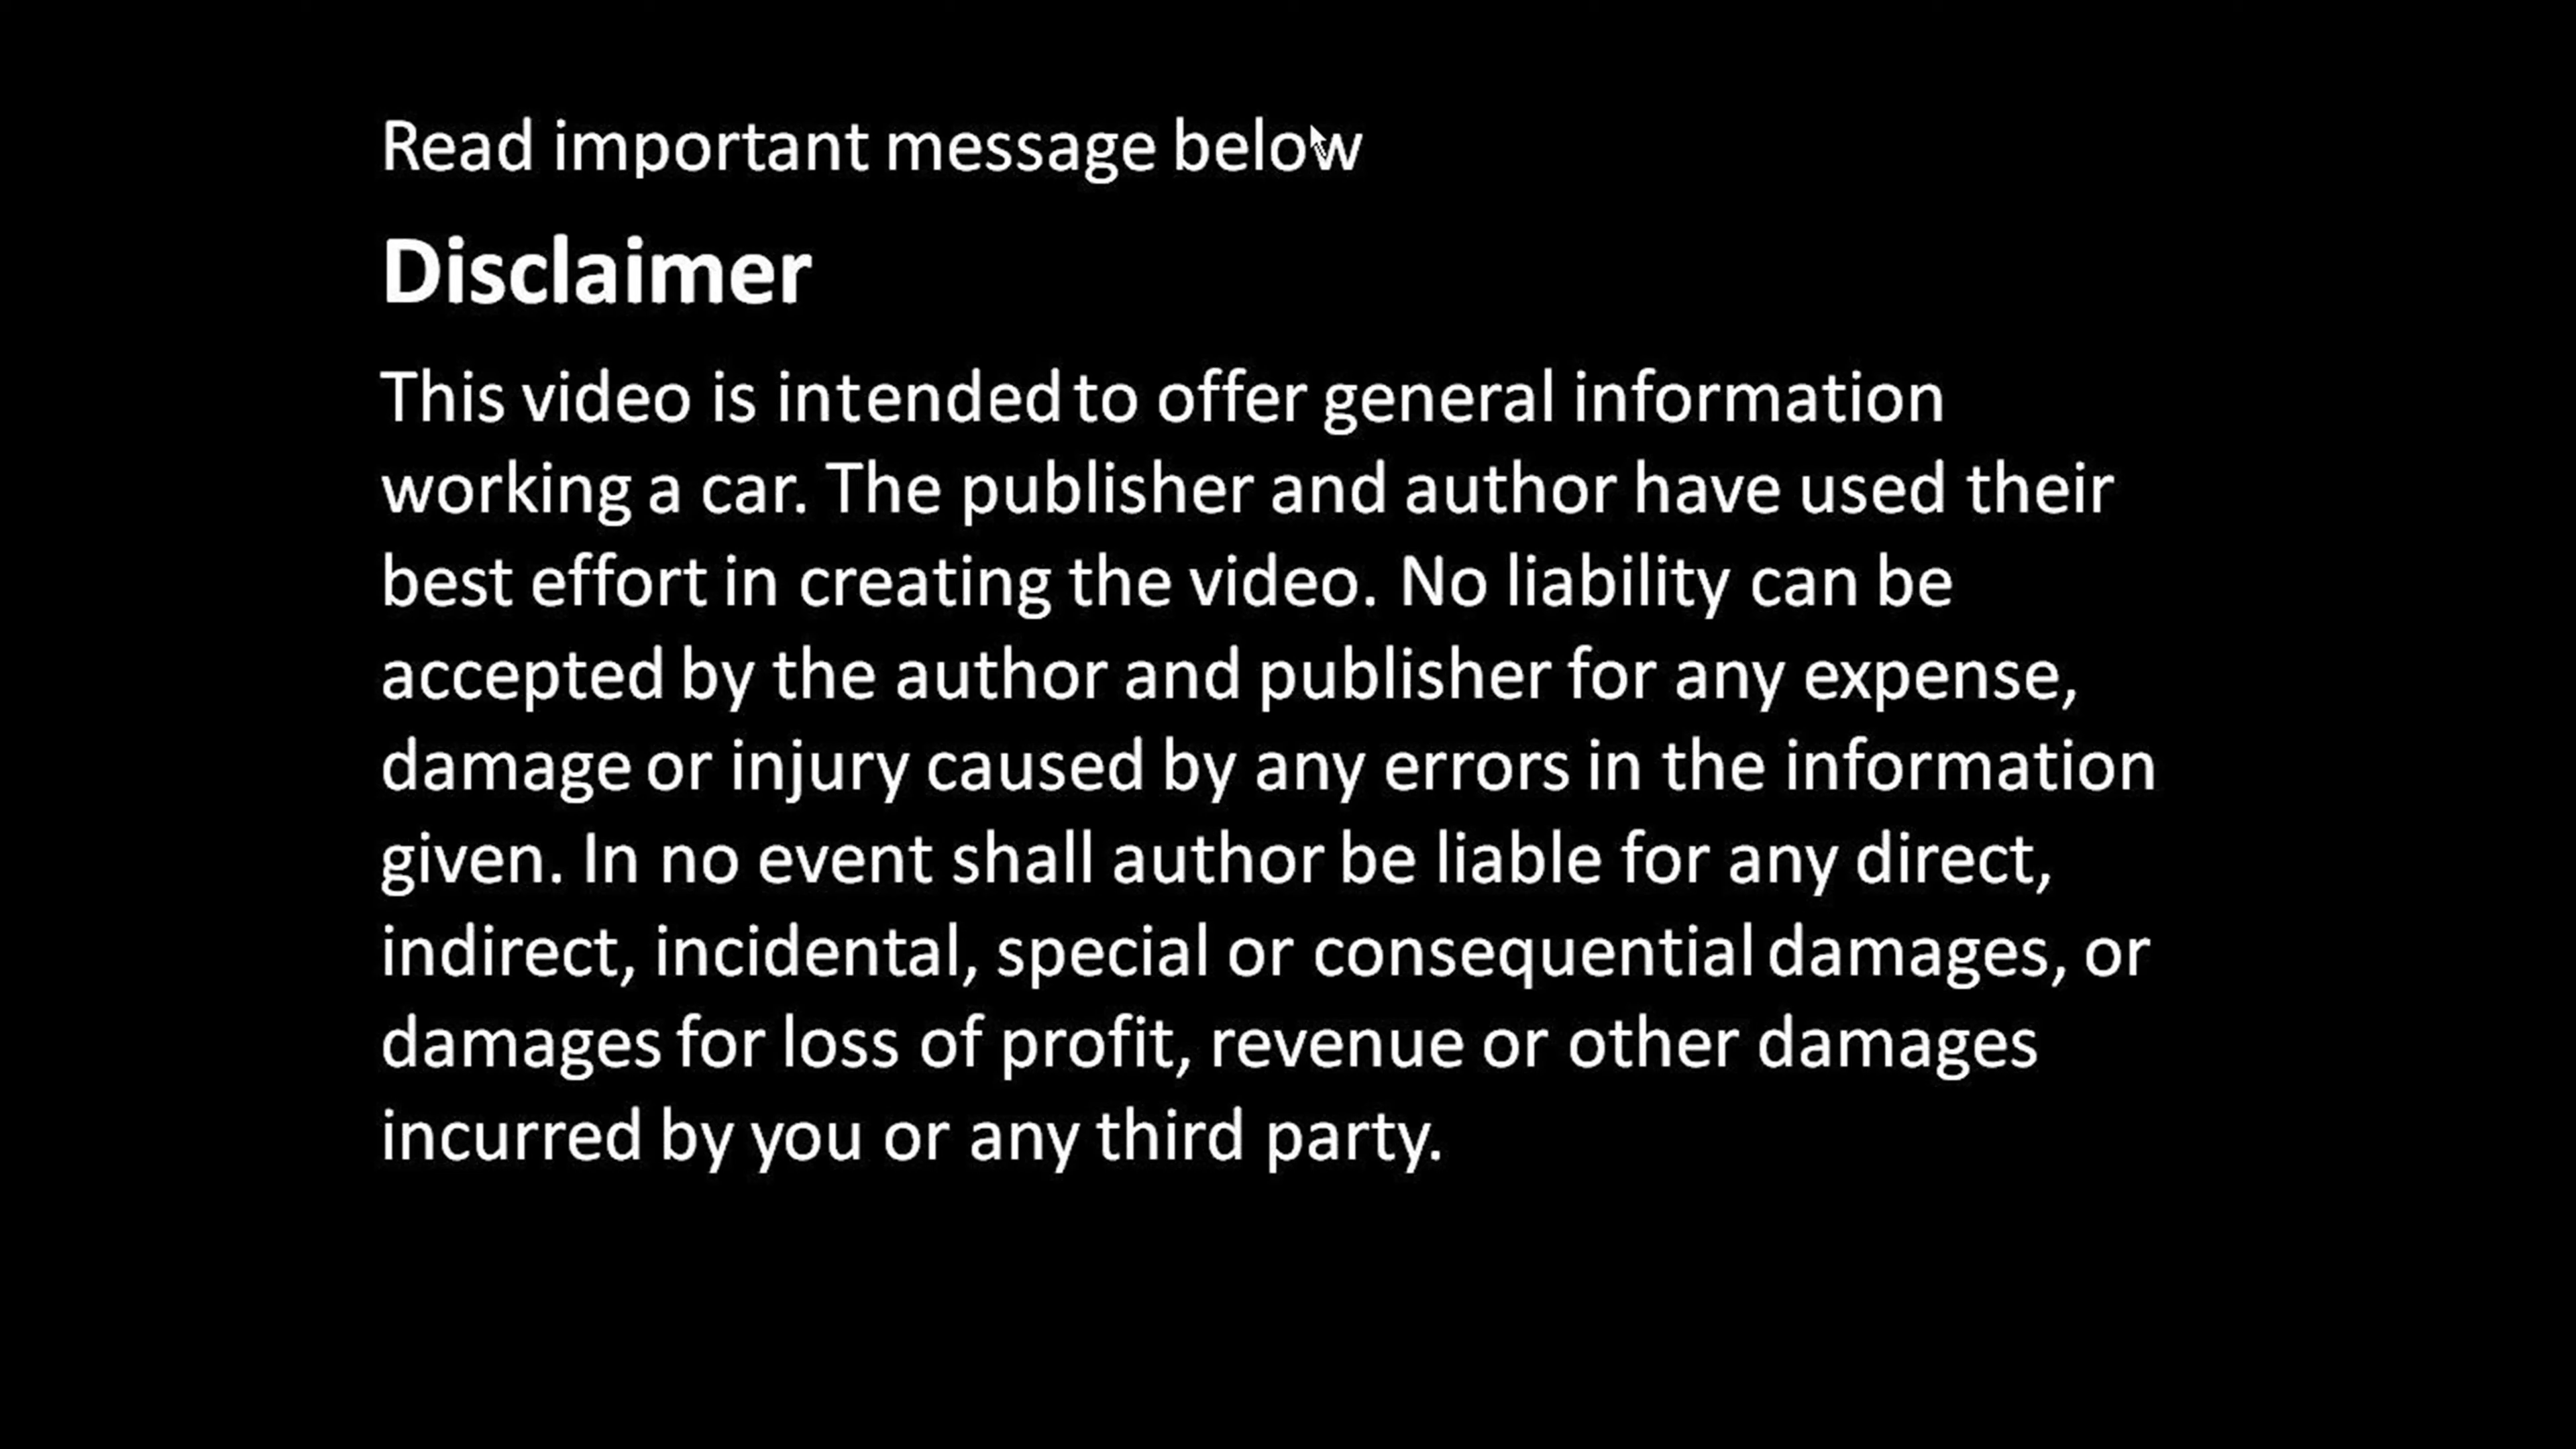 Read important message below
Disclaimer
This video is intended to offer general information
working a car. The publisher and author have used their
best effort in creating the video. No liability can be
accepted by the author and publisher for any expense,
damage or injury caused by any errors in the information
given. In no event shall author be liable for any direct,
indirect, incidental, special or consequential damages, or
damages for loss of profit, revenue or other damages
incurred by you or any third party.